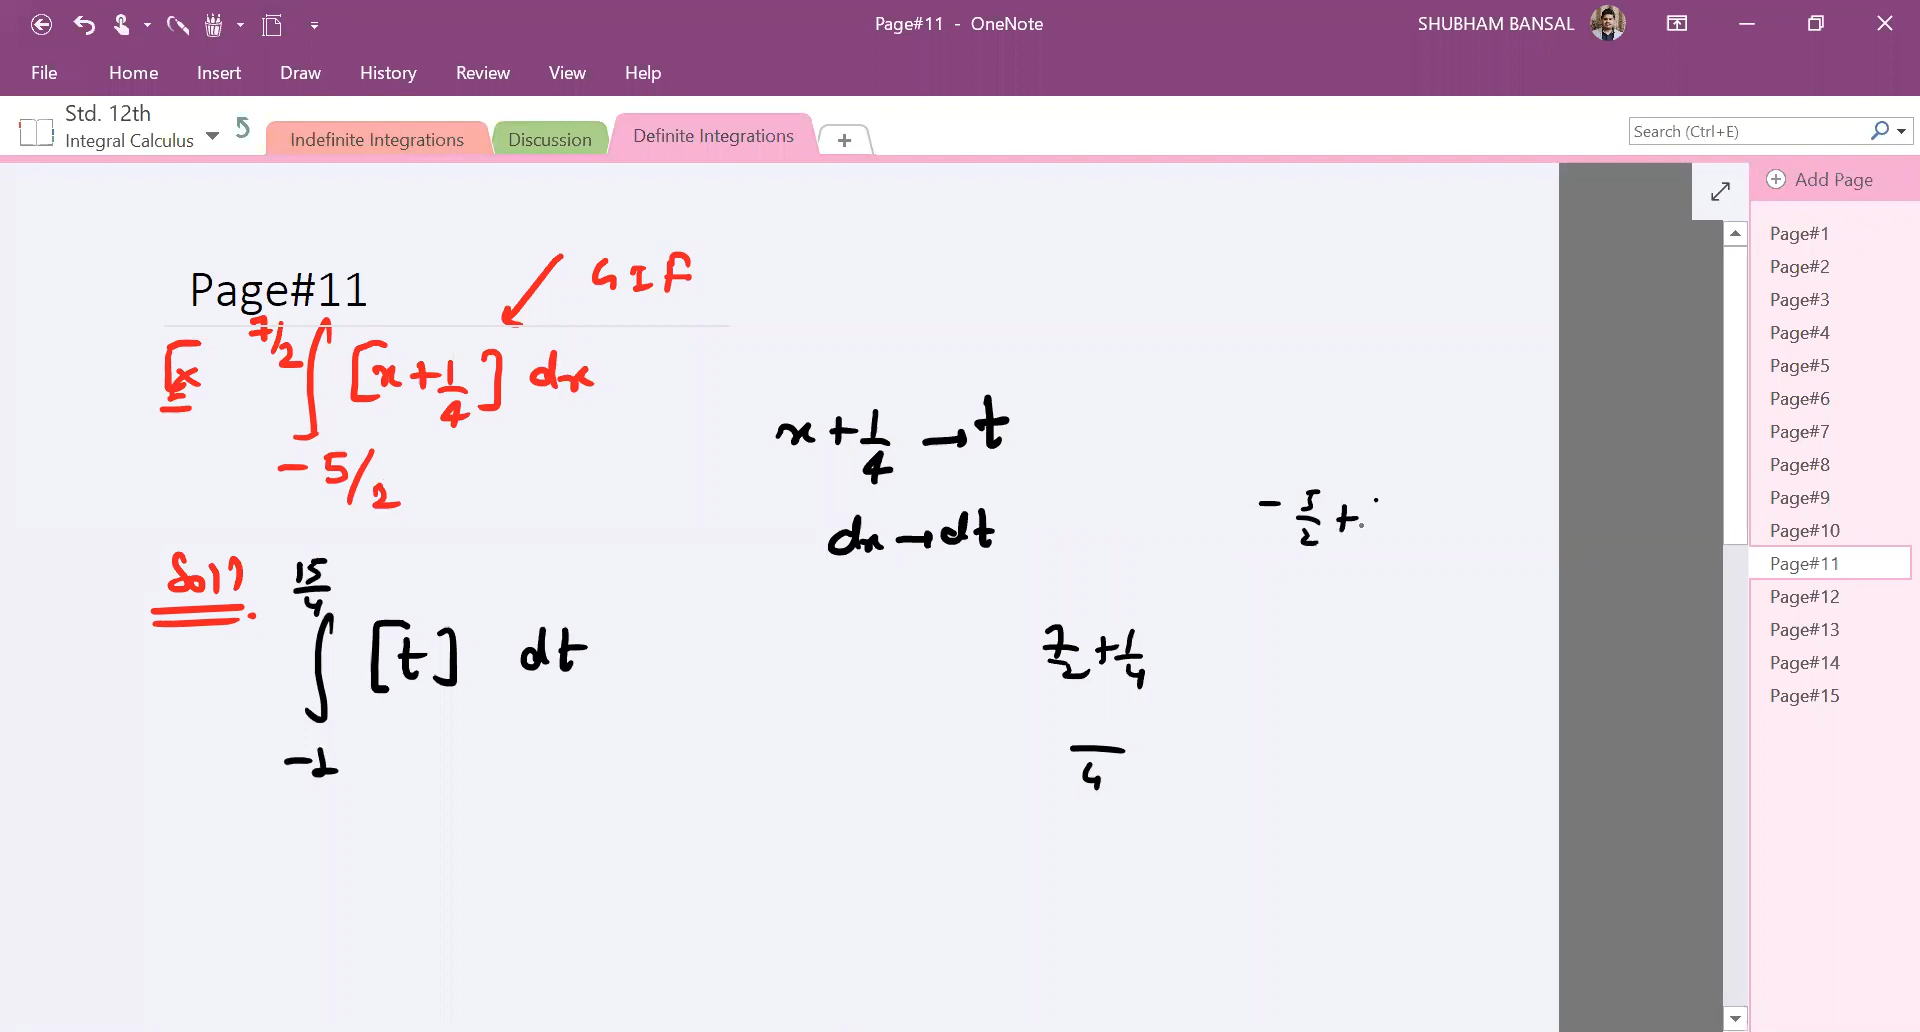 Page#11 - OneNote
SHUBHAM BANSAL
File Home Insert Draw History Review View Help
Std. 12th
Integral Calculus
Indefinite Integrations
Discussion
Definite Integrations
+
Search (Ctrl+E)
Add Page
Page#1
Page#2
Page#3
Page#4
Page#5
Page#6
Page#7
Page#8
Page#9
Page#10
Page#11
Page#12
Page#13
Page#14
Page#15
Page#11
GIF
7/2 ∫ [x + 1/4] dx
- 5/2
x + 1/4 → t
dx → dt
- 5/2 +
Soln
15/4 ∫ [t] dt
-1
7/2 + 1/4
4